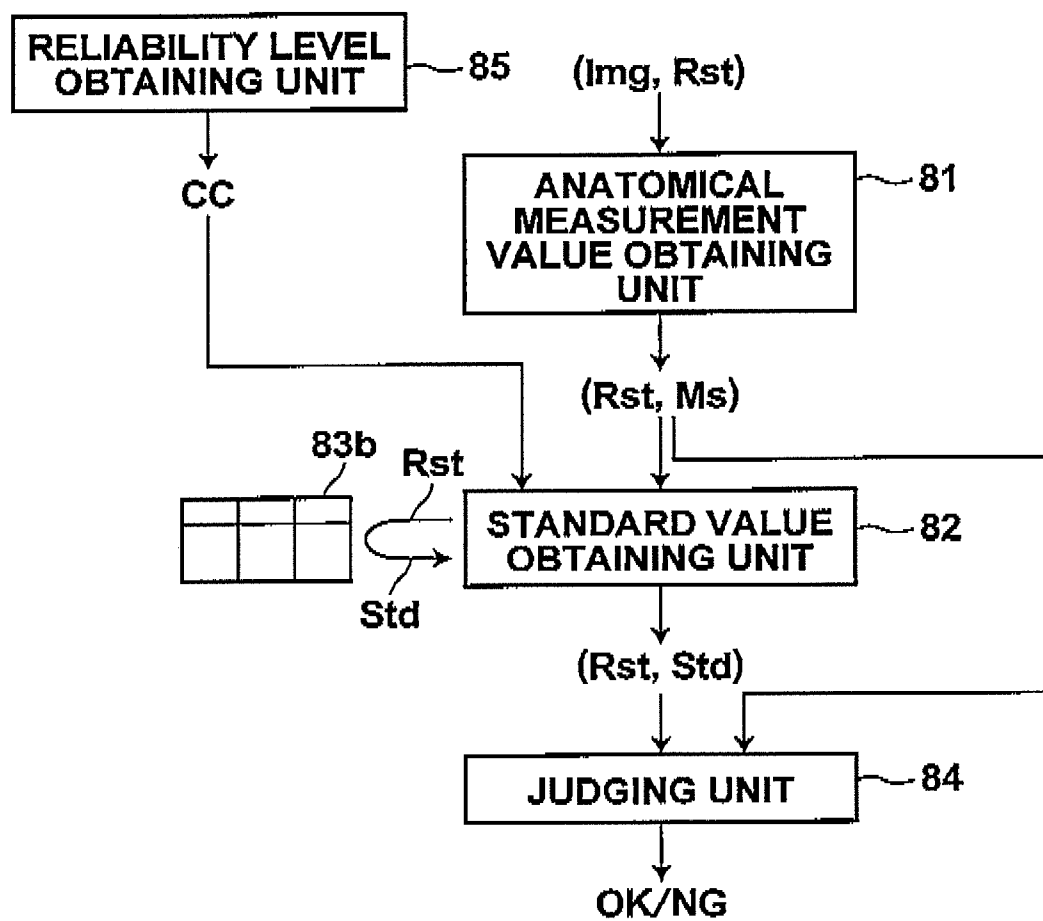 RELIABILITY LEVEL
OBTAINING UNIT
85
(Img, Rst)
CC
ANATOMICAL
MEASUREMENT
VALUE OBTAINING
UNIT
81
(Rst, Ms)
83b
Rst
STANDARD VALUE
OBTAINING UNIT
82
Std
(Rst, Std)
JUDGING UNIT
84
OK/NG